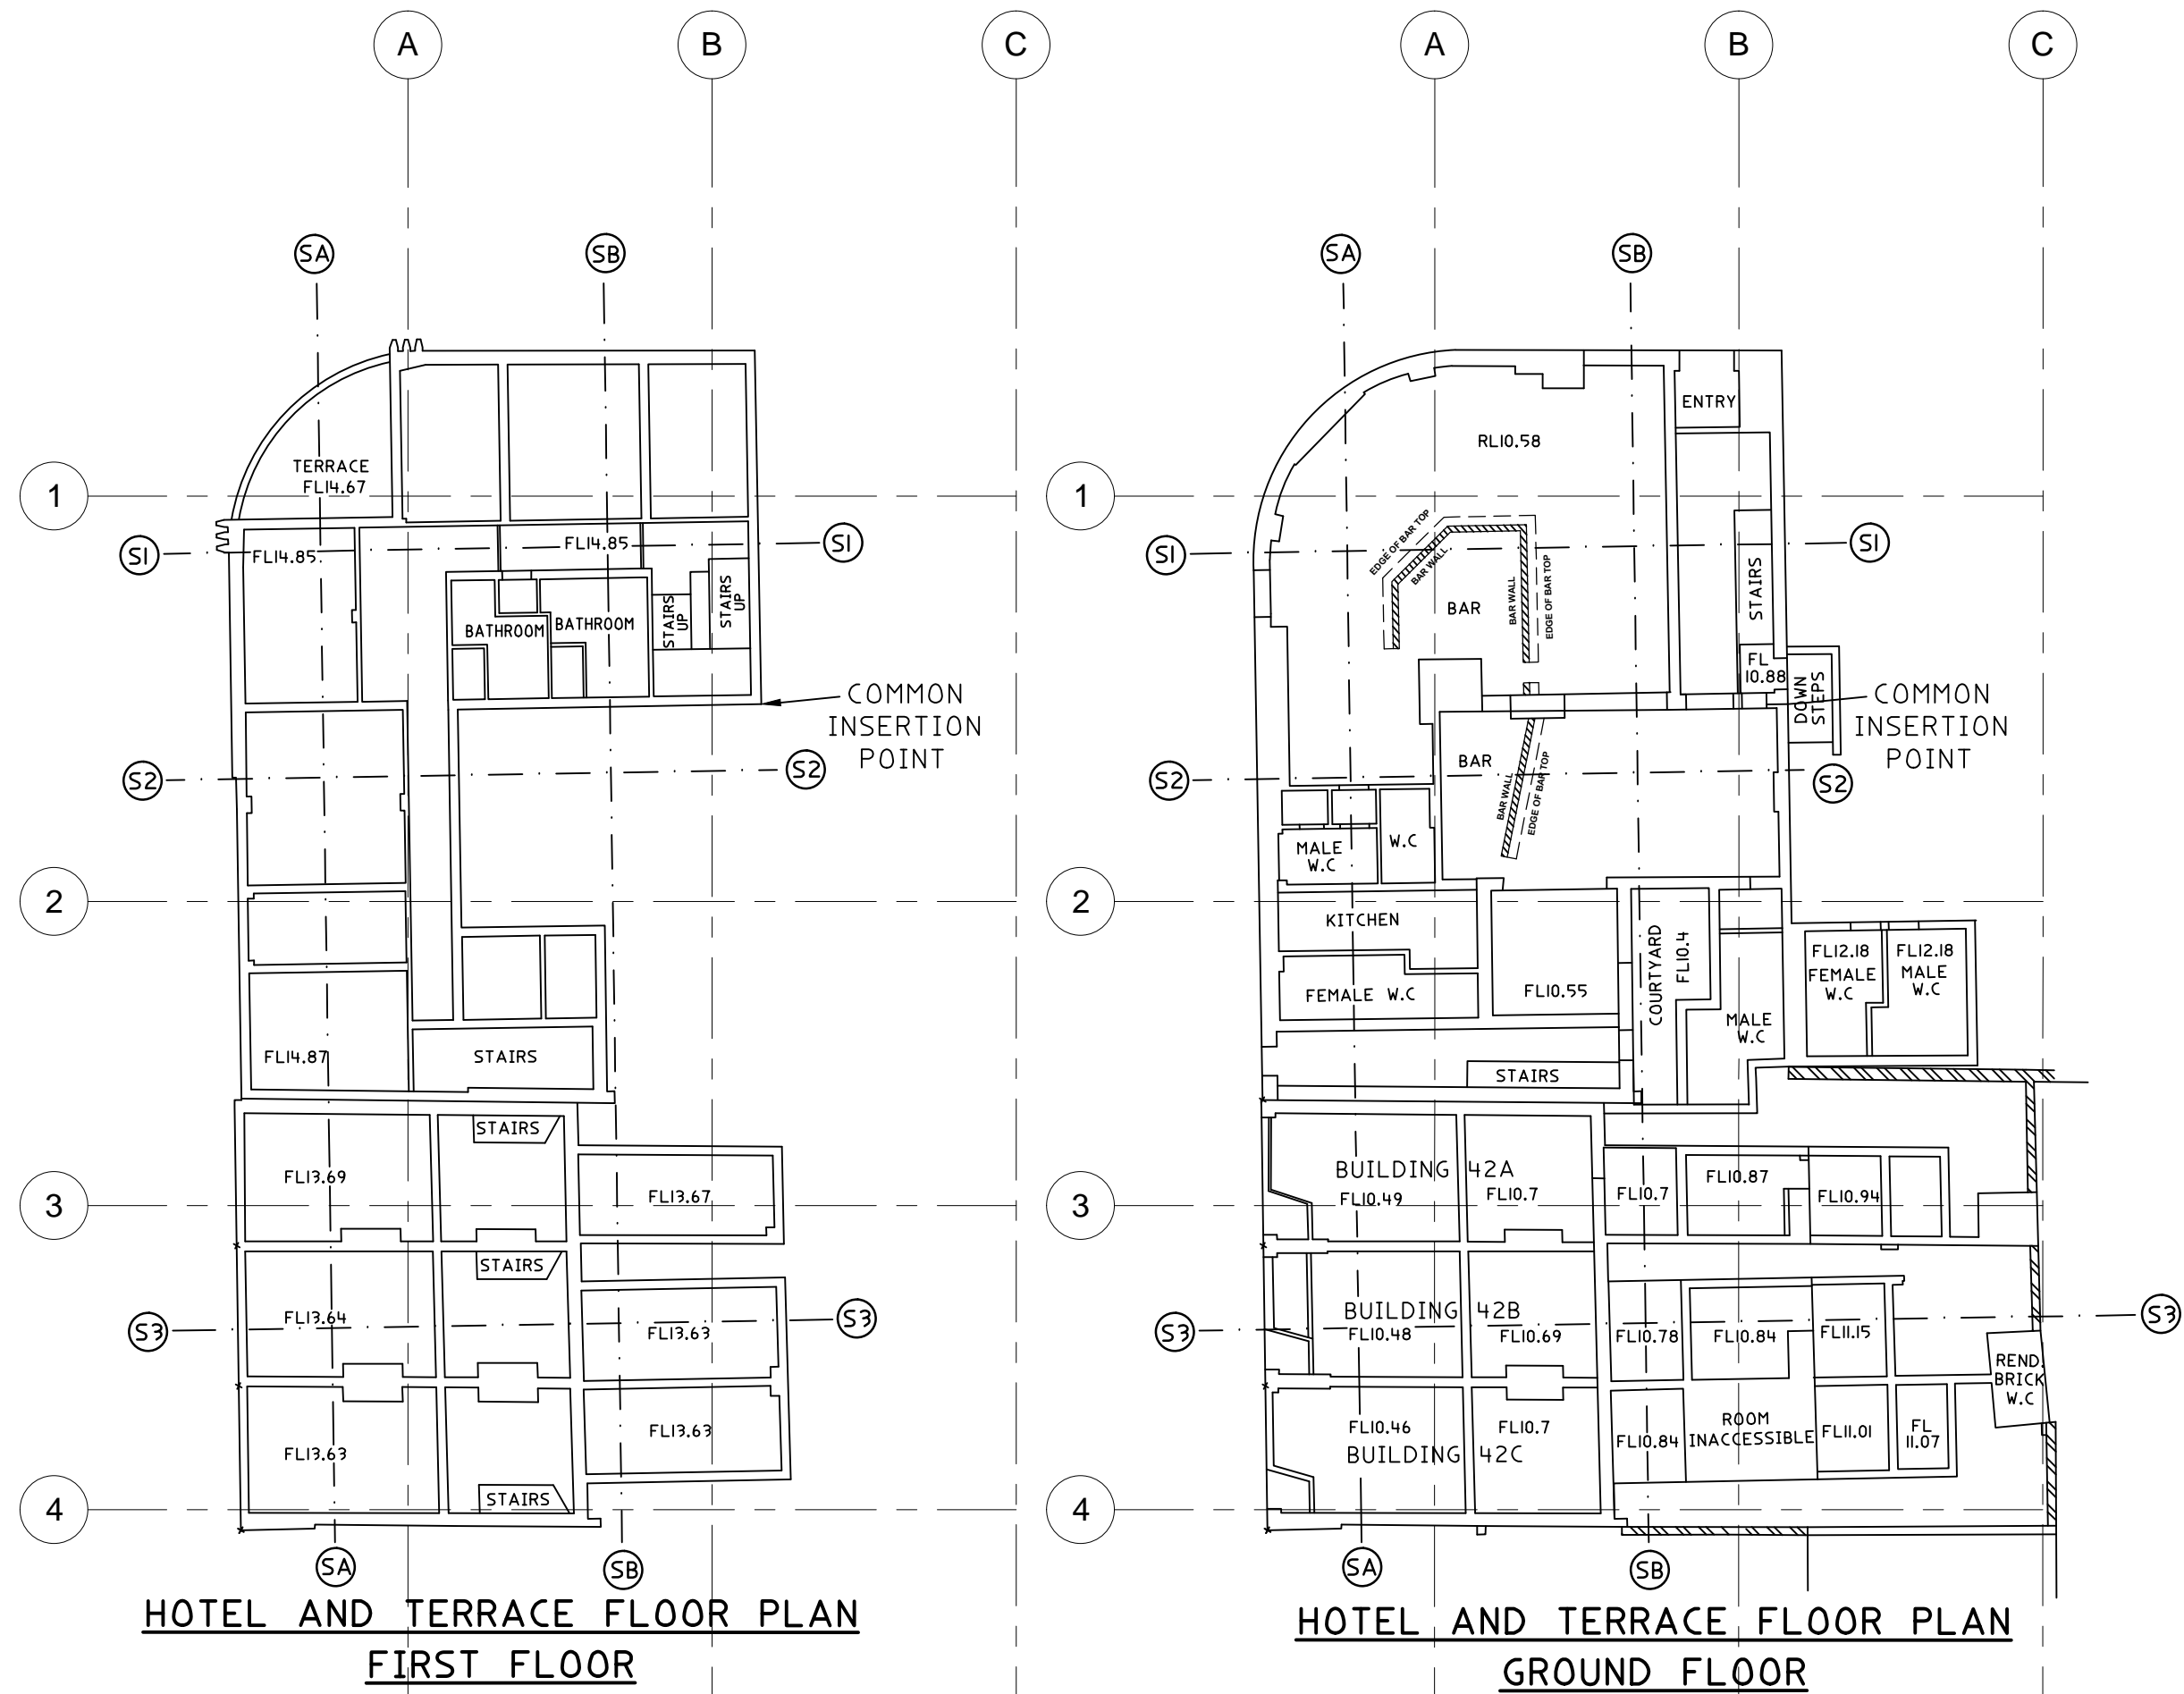 A
B
C
SA
SB
1
TERRACE
FL14.67
S1
FL14.85
FL14.85
S1
BATHROOM
BATHROOM
STAIRS
UP
STAIRS
UP
COMMON
INSERTION
POINT
S2
S2
2
FL14.87
STAIRS
STAIRS
FL13.69
FL13.67
3
STAIRS
FL13.64
FL13.63
S3
S3
FL13.63
FL13.63
STAIRS
4
SA
SB
HOTEL AND TERRACE FLOOR PLAN
FIRST FLOOR
A
B
C
SA
SB
ENTRY
RL10.58
1
EDGE OF BAR TOP
BAR WALL
S1
S1
BAR
BAR WALL
EDGE OF BAR TOP
STAIRS
FL
10.88
DOWN
STEPS
COMMON
INSERTION
POINT
BAR
BAR WALL
EDGE OF BAR TOP
S2
S2
MALE
W.C
W.C
2
KITCHEN
FEMALE W.C
FL10.55
COURTYARD
FL10.4
MALE
W.C
FL12.18
FEMALE
W.C
FL12.18
MALE
W.C
STAIRS
BUILDING 42A
FL10.49
FL10.7
FL10.7
FL10.87
FL10.94
3
BUILDING 42B
FL10.48
FL10.69
FL10.78
FL10.84
FL11.15
S3
S3
REND.
BRICK
W.C
FL10.46
FL10.7
BUILDING 42C
FL10.84
ROOM
INACCESSIBLE
FL11.01
FL
11.07
4
SA
SB
HOTEL AND TERRACE FLOOR PLAN
GROUND FLOOR